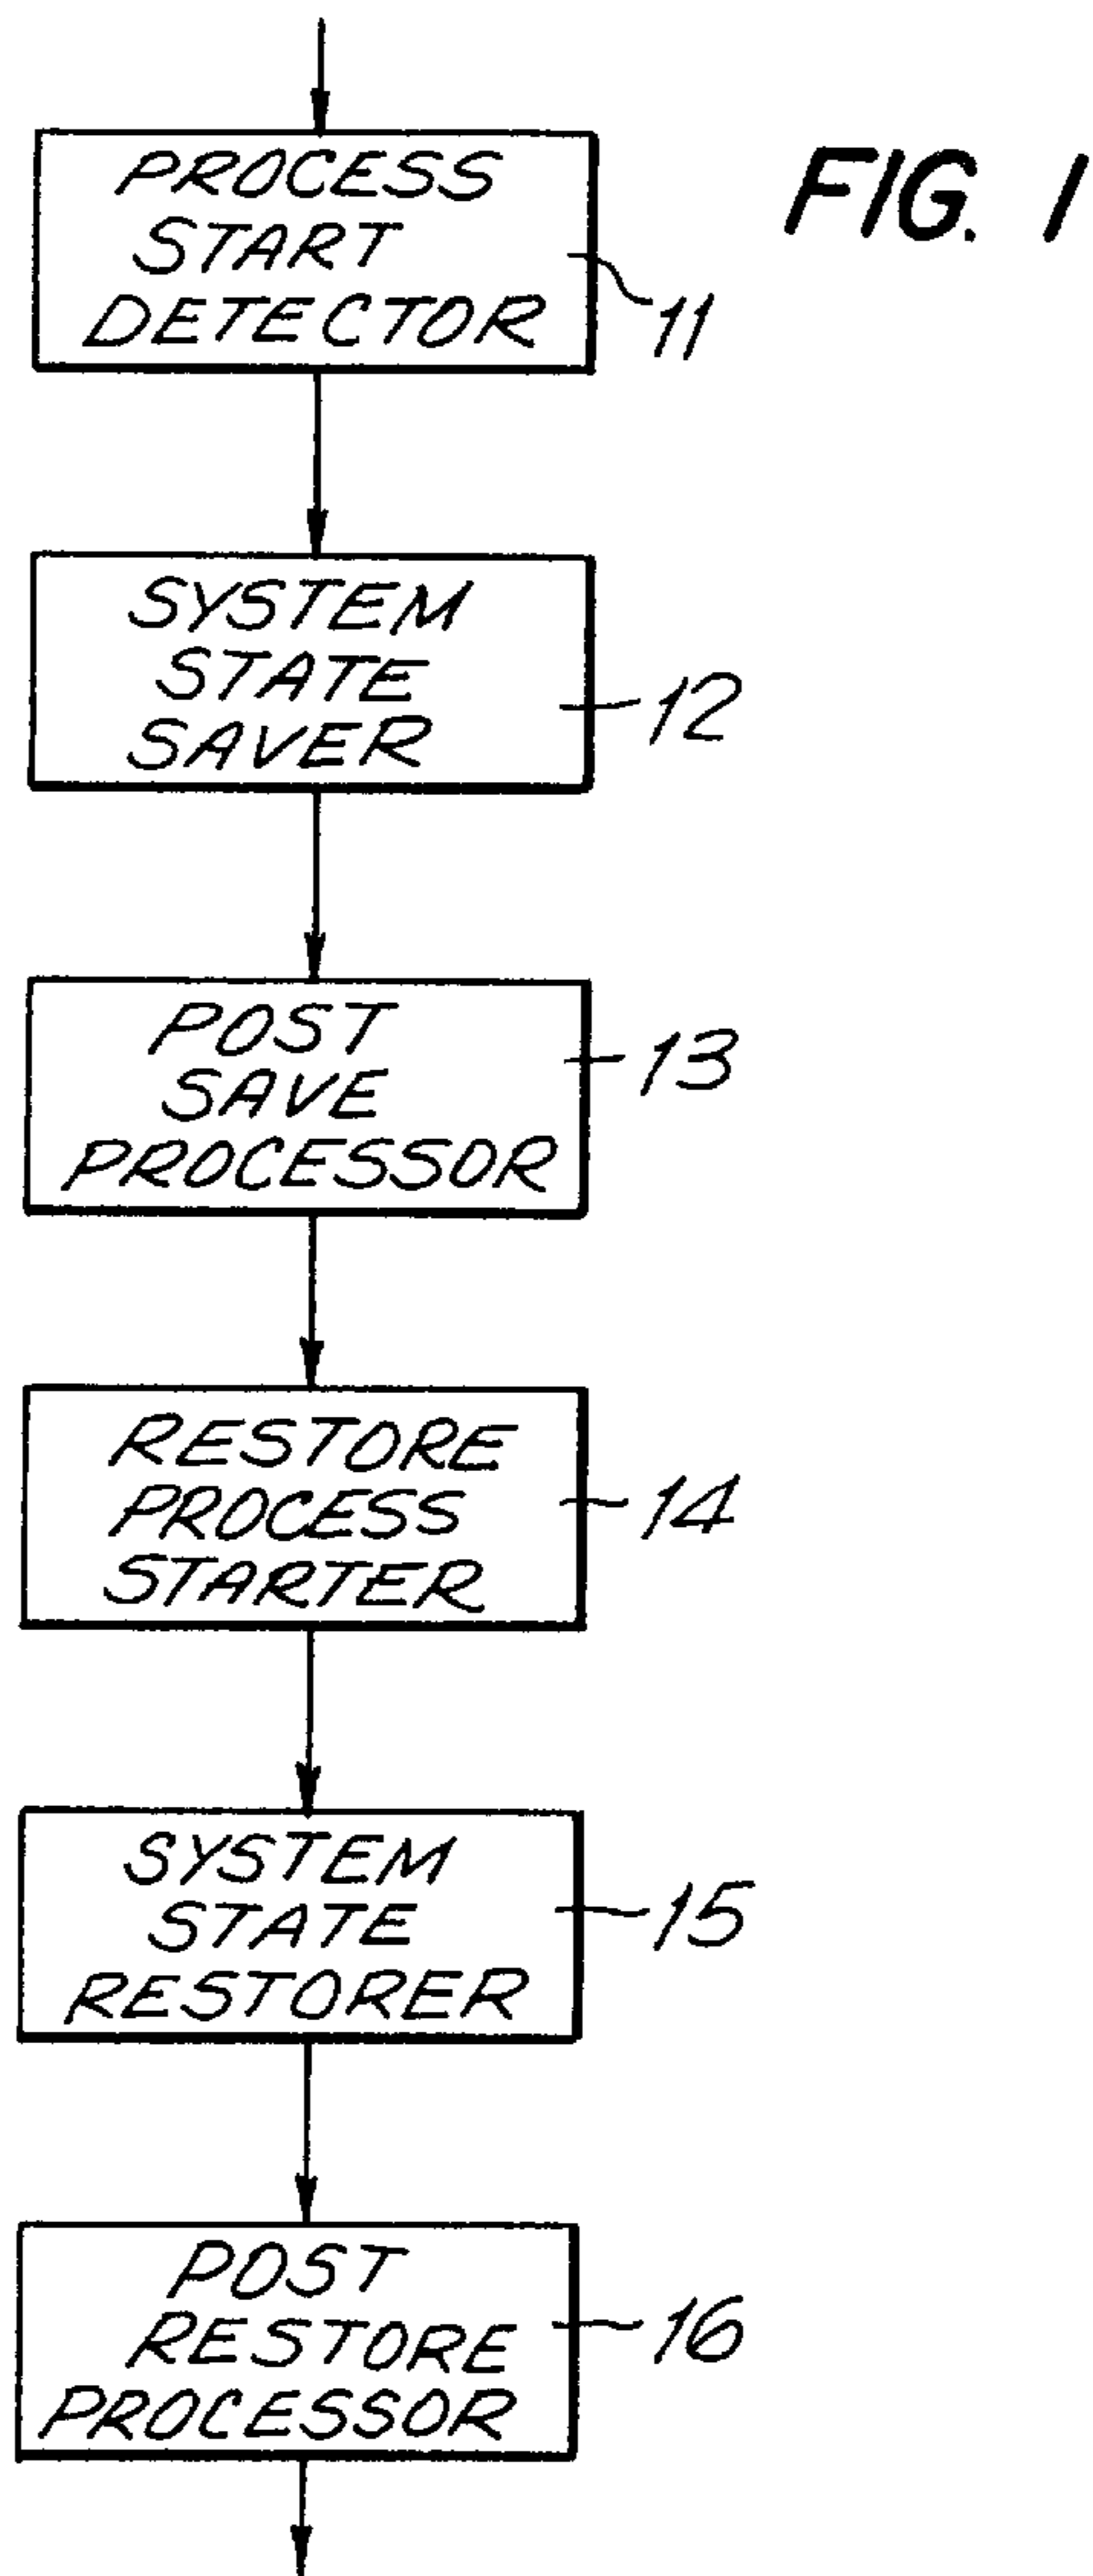 PROCESS
START
DETECTOR
11
FIG. 1
SYSTEM
STATE
SAVER
12
POST
SAVE
PROCESSOR
13
RESTORE
PROCESS
STARTER
14
SYSTEM
STATE
RESTORER
15
POST
RESTORE
PROCESSOR
16